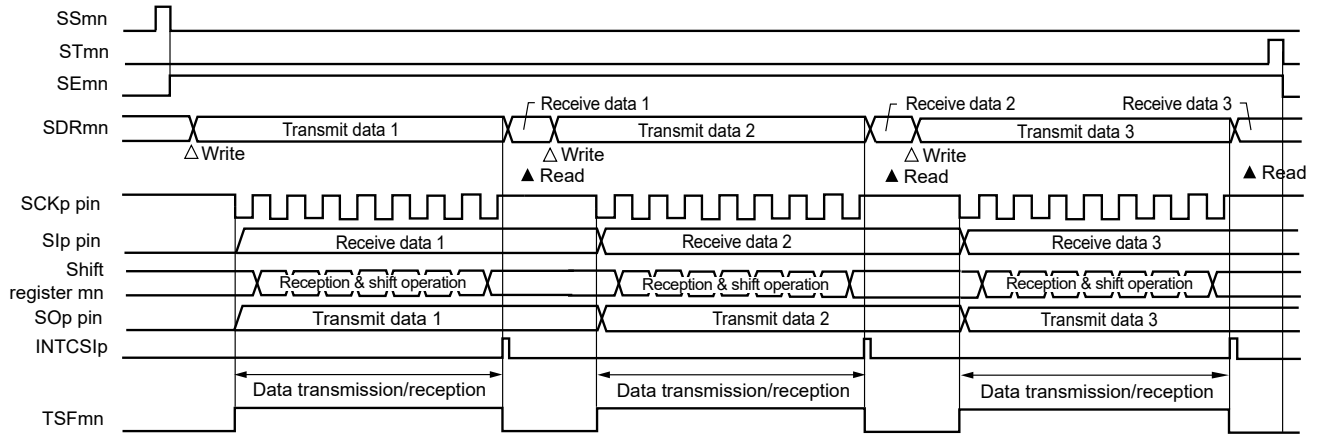 SSmn
STmn
SEmn
Receive data 1 Receive data 2 Receive data 3
SDRmn Transmit data 1 Transmit data 2 Transmit data 3
△Write △ Write △ Write
▲ Read ▲ Read ▲ Read
SCKp pin
SIp pin Receive data 1 Receive data 2 Receive data 3
Shift
register mn Reception & shift operation Reception & shift operation Reception & shift operation
SOp pin Transmit data 1 Transmit data 2 Transmit data 3
INTCSIp
Data transmission/reception Data transmission/reception Data transmission/reception
TSFmn